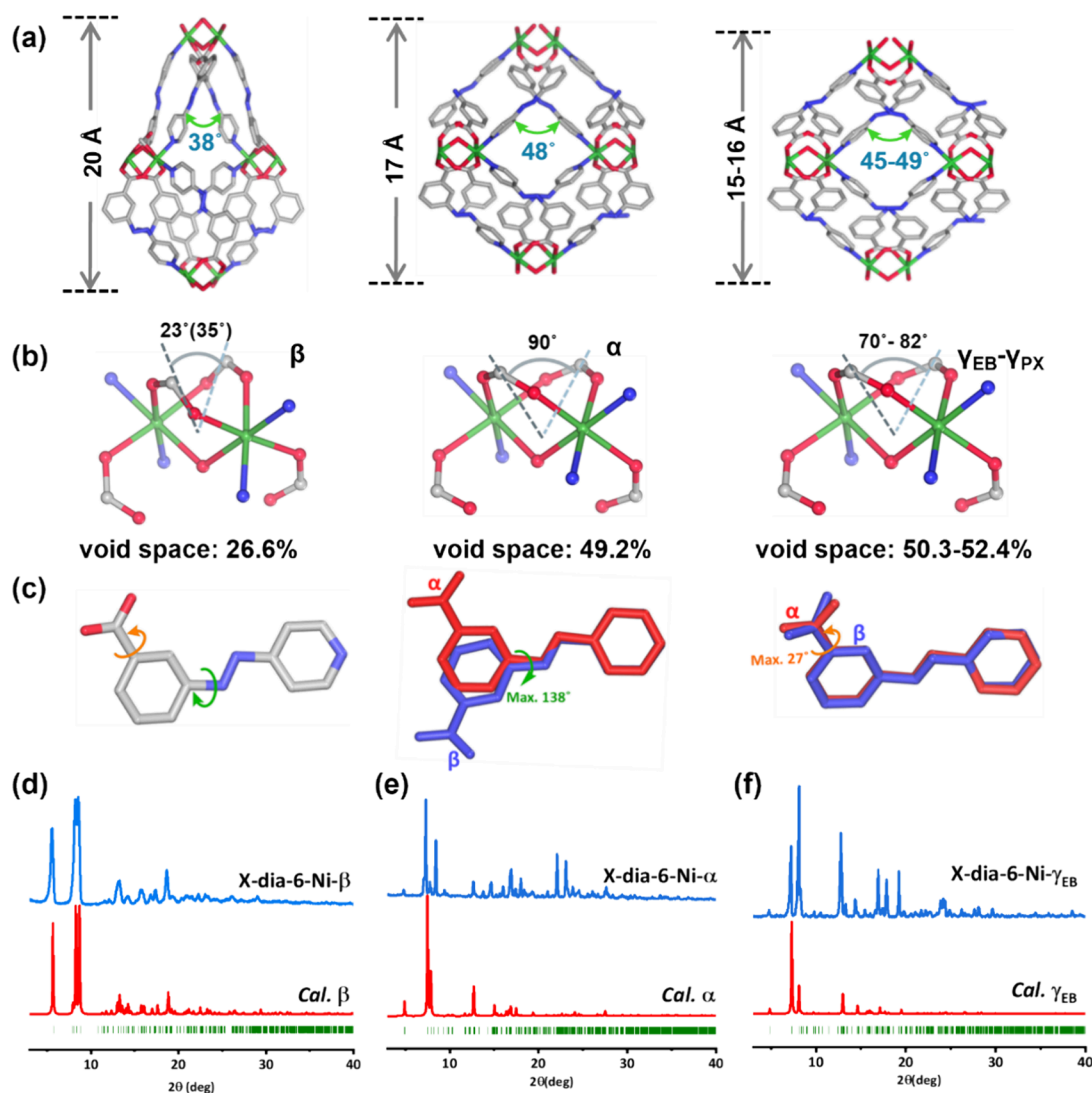 (a)
20 Å
38°
17 Å
48°
15-16 Å
45-49°
(b)
23°(35°)
β
90°
α
70°- 82°
γEB-γPX
void space: 26.6%
void space: 49.2%
void space: 50.3-52.4%
(c)
α
Max. 138°
β
α
β
Max. 27°
(d)
X-dia-6-Ni-β
Cal. β
10 20 30 40
2θ (deg)
(e)
X-dia-6-Ni-α
Cal. α
10 20 30 40
2θ(deg)
(f)
X-dia-6-Ni-γEB
Cal. γEB
10 20 30 40
2θ(deg)